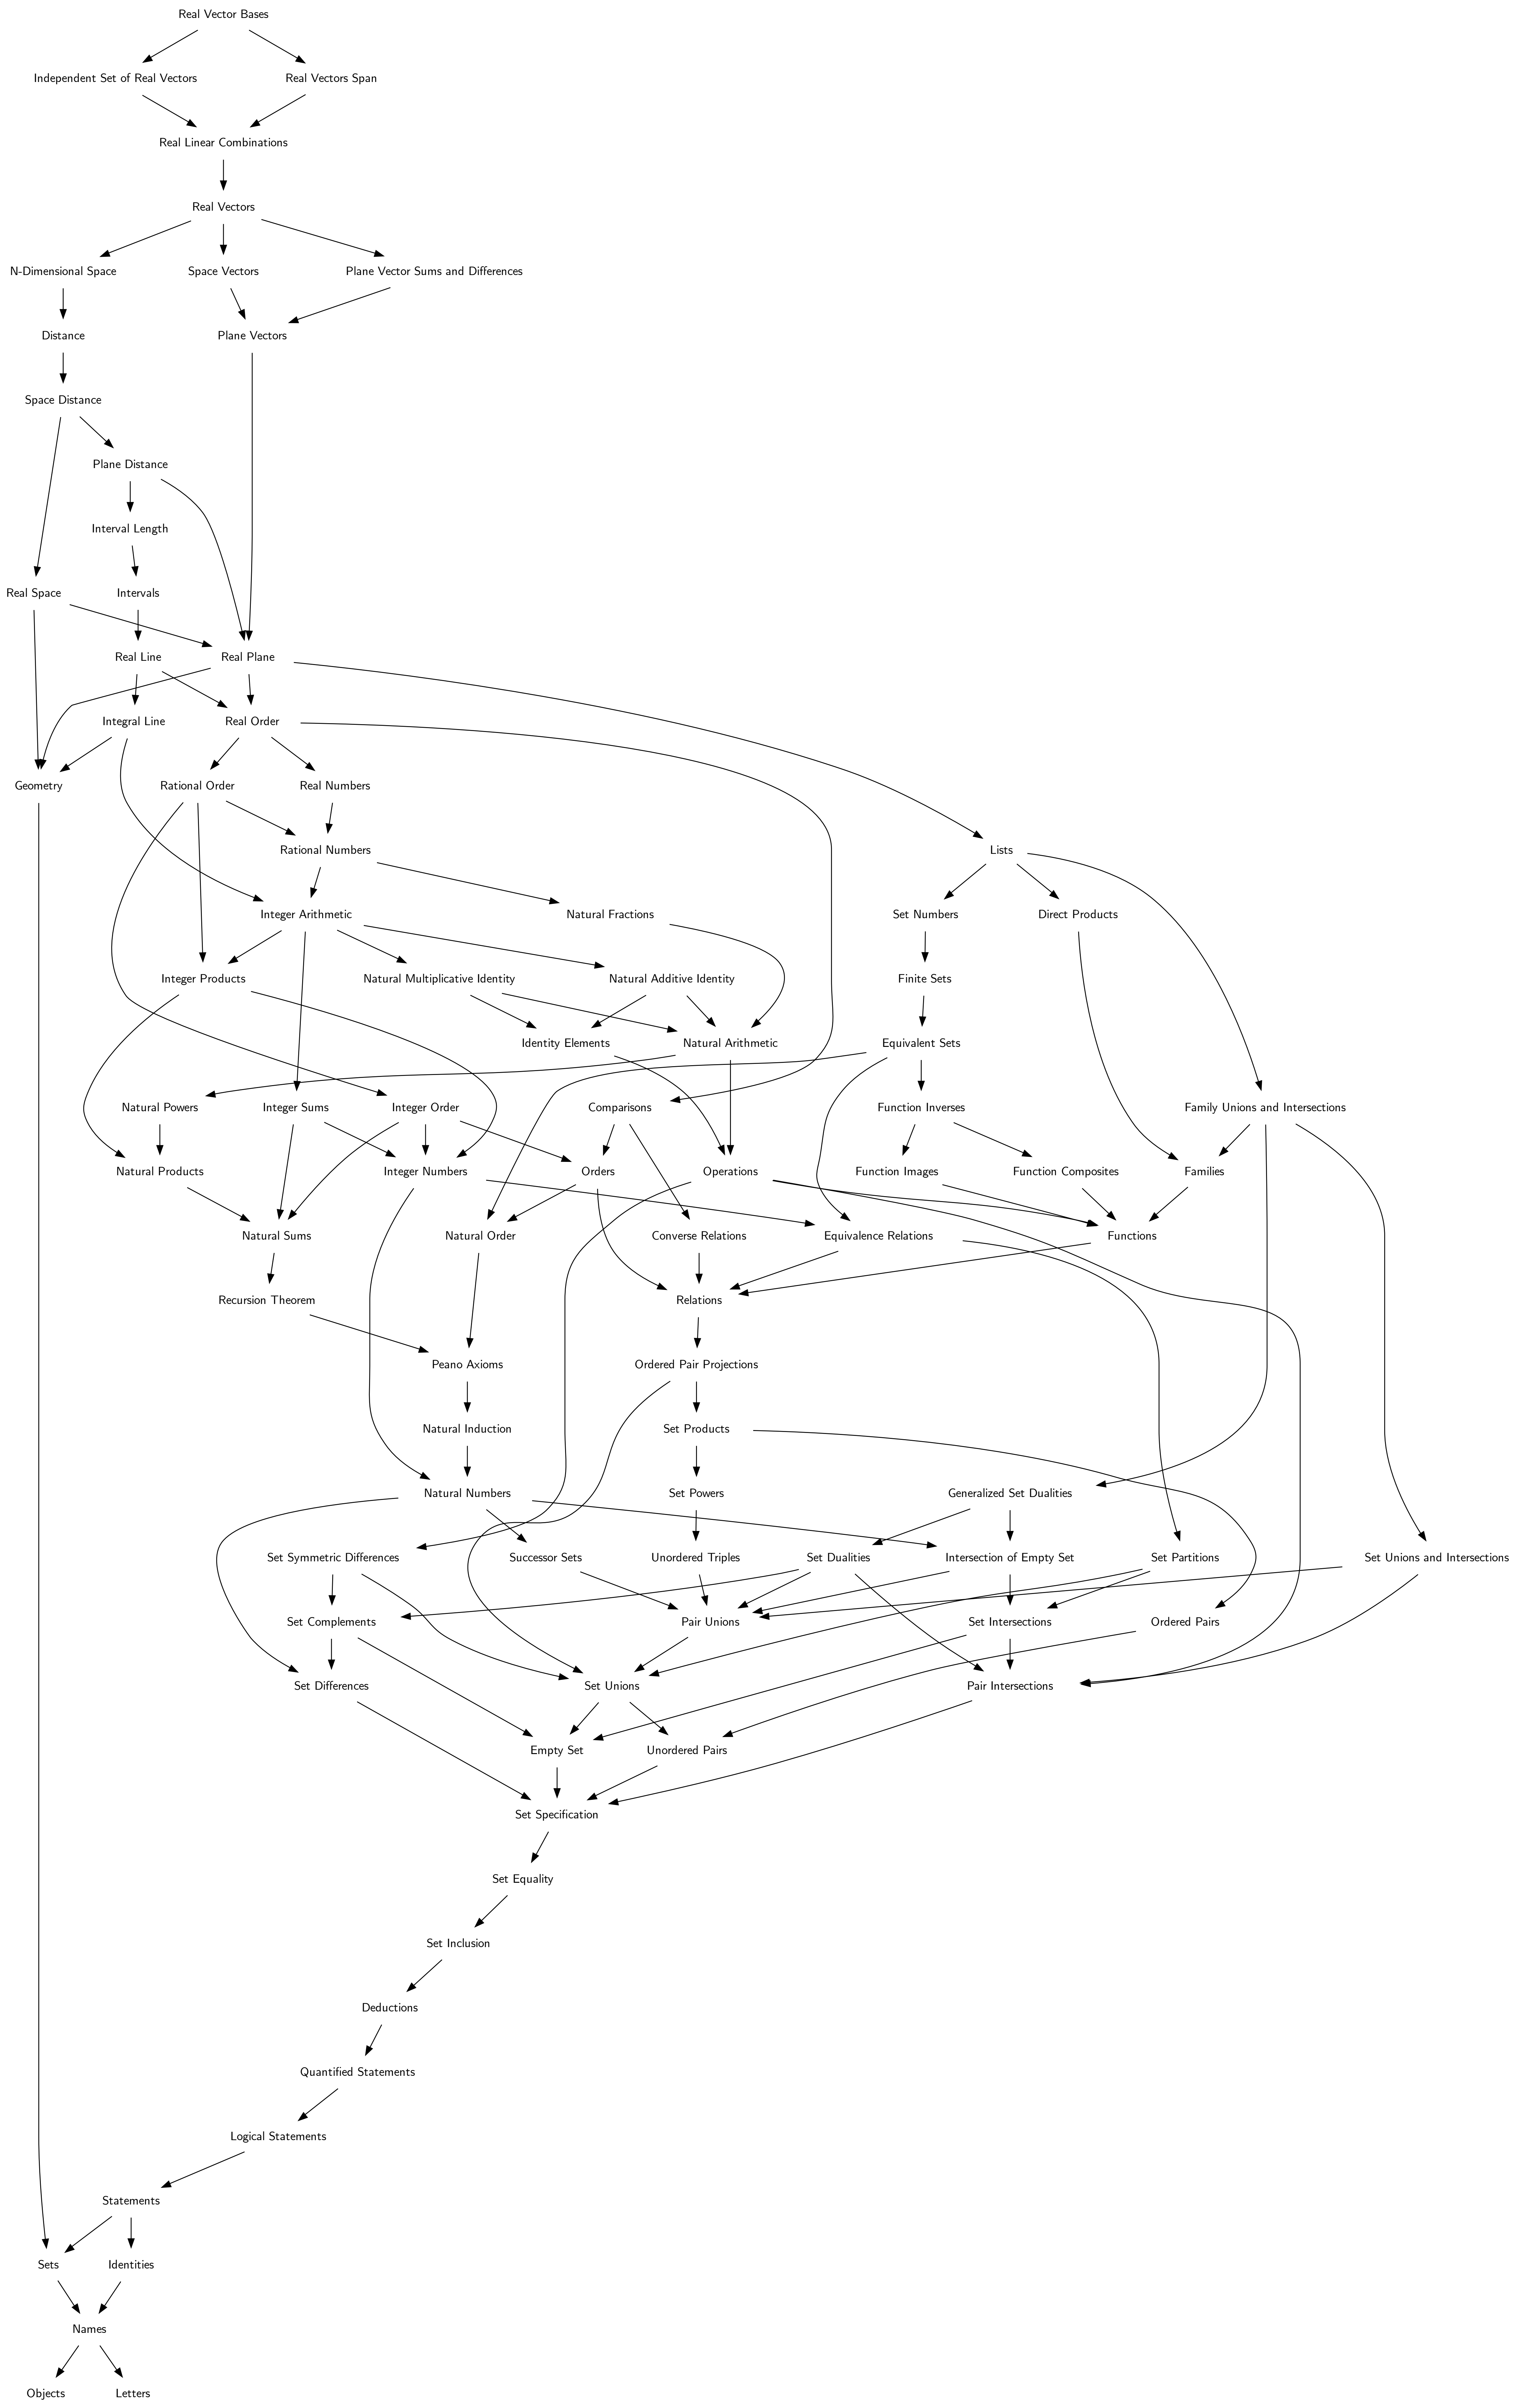 Real Vector Bases
Independent Set of Real Vectors
Real Vectors Span
Real Linear Combinations
Real Vectors
N-Dimensional Space
Space Vectors
Plane Vector Sums and Differences
Distance
Plane Vectors
Space Distance
Plane Distance
Interval Length
Real Space
Intervals
Real Line
Real Plane
Integral Line
Real Order
Geometry
Rational Order
Real Numbers
Rational Numbers
Lists
Integer Arithmetic
Natural Fractions
Set Numbers
Direct Products
Integer Products
Natural Multiplicative Identity
Natural Additive Identity
Finite Sets
Identity Elements
Natural Arithmetic
Equivalent Sets
Natural Powers
Integer Sums
Integer Order
Comparisons
Function Inverses
Family Unions and Intersections
Natural Products
Integer Numbers
Orders
Operations
Function Images
Function Composites
Families
Natural Sums
Natural Order
Converse Relations
Equivalence Relations
Functions
Recursion Theorem
Relations
Peano Axioms
Ordered Pair Projections
Natural Induction
Set Products
Natural Numbers
Set Powers
Generalized Set Dualities
Set Symmetric Differences
Successor Sets
Unordered Triples
Set Dualities
Intersection of Empty Set
Set Partitions
Set Unions and Intersections
Set Complements
Pair Unions
Set Intersections
Ordered Pairs
Set Differences
Set Unions
Pair Intersections
Empty Set
Unordered Pairs
Set Specification
Set Equality
Set Inclusion
Deductions
Quantified Statements
Logical Statements
Statements
Sets
Identities
Names
Objects
Letters